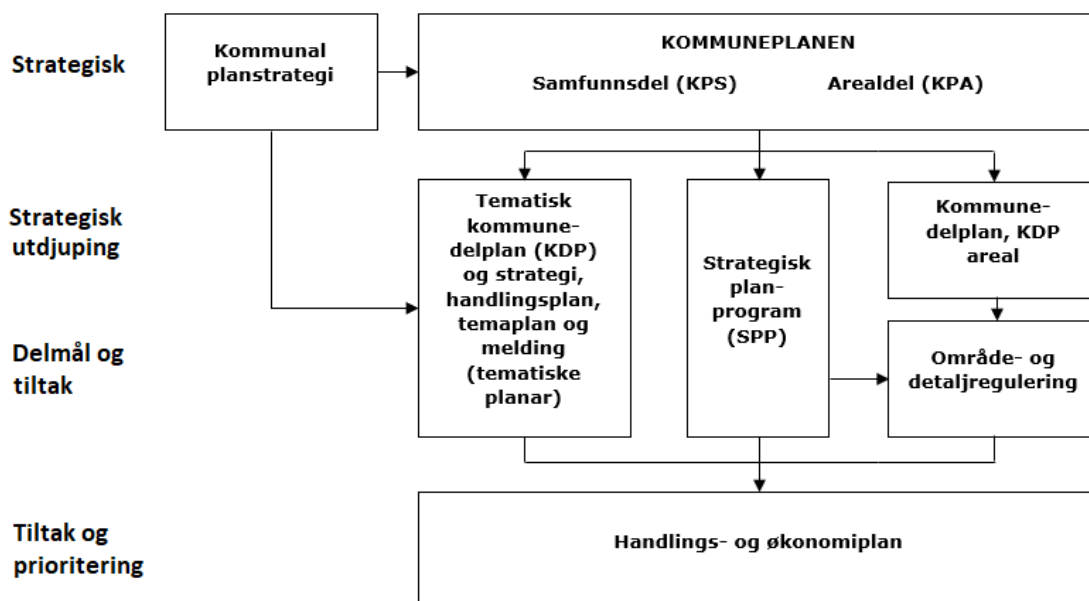 Strategisk
Kommunal
planstrategi
KOMMUNEPLANEN
Samfunnsdel (KPS) Arealdel (KPA)
Strategisk
utdjuping
Tematisk
kommune-
delplan (KDP)
og strategi,
handlingsplan,
temaplan og
melding
(tematiske
planar)
Strategisk
plan-
program
(SPP)
Kommune-
delplan, KDP
areal
Delmål og
tiltak
Område- og
detaljregulering
Tiltak og
prioritering
Handlings- og økonomiplan